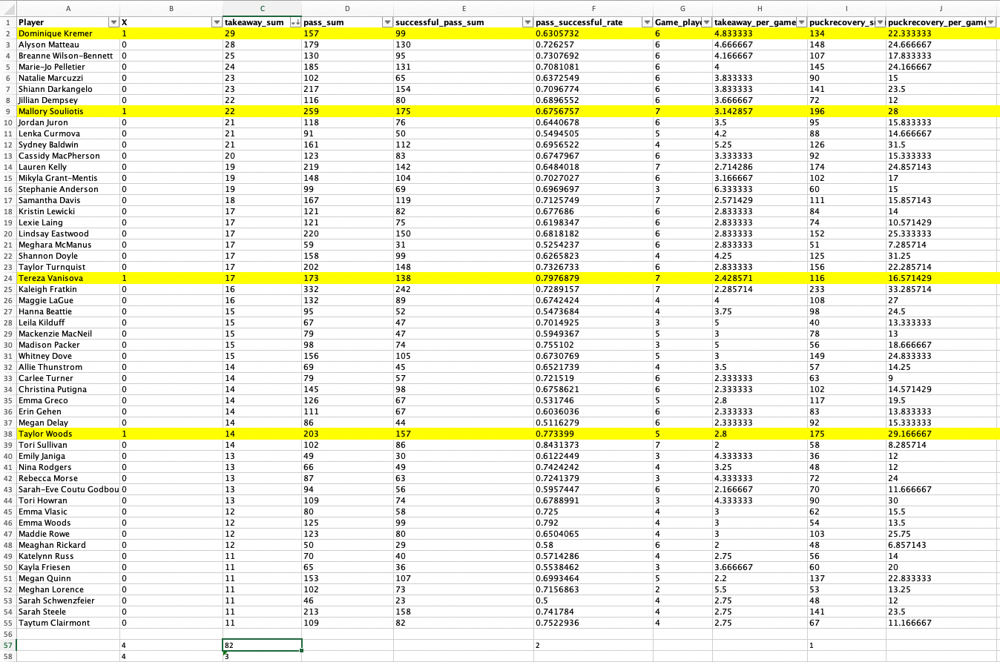 A B C D E F G H I J
1 Player X takeaway_sum pass_sum successful_pass_sum pass_successful_rate Game_playe takeaway_per_game puckrecovery_s puckrecovery_per_game
2 Dominique Kremer 1 29 157 99 0.6305732 6 4.833333 134 22.333333
3 Alyson Matteau 0 28 179 130 0.726257 6 4.666667 148 24.666667
4 Breanne Wilson-Bennett 0 25 130 95 0.7307692 6 4.166667 107 17.833333
5 Marie-Jo Pelletier 0 24 185 131 0.7081081 6 4 145 24.166667
6 Natalie Marcuzzi 0 23 102 65 0.6372549 6 3.833333 90 15
7 Shiann Darkangelo 0 23 217 154 0.7096774 6 3.833333 141 23.5
8 Jillian Dempsey 0 22 116 80 0.6896552 6 3.666667 72 12
9 Mallory Souliotis 1 22 259 175 0.6756757 7 3.142857 196 28
10 Jordan Juron 0 21 118 76 0.6440678 6 3.5 95 15.833333
11 Lenka Curmova 0 21 91 50 0.5494505 5 4.2 88 14.666667
12 Sydney Baldwin 0 21 161 112 0.6956522 4 5.25 126 31.5
13 Cassidy MacPherson 0 20 123 83 0.6747967 6 3.333333 92 15.333333
14 Lauren Kelly 0 19 219 142 0.6484018 7 2.714286 174 24.857143
15 Mikyla Grant-Mentis 0 19 148 104 0.7027027 6 3.166667 102 17
16 Stephanie Anderson 0 19 99 69 0.6969697 3 6.333333 60 15
17 Samantha Davis 0 18 167 119 0.7125749 7 2.571429 111 15.857143
18 Kristin Lewicki 0 17 121 82 0.677686 6 2.833333 84 14
19 Lexie Laing 0 17 121 75 0.6198347 6 2.833333 74 10.571429
20 Lindsay Eastwood 0 17 220 150 0.6818182 6 2.833333 152 25.333333
21 Meghara McManus 0 17 59 31 0.5254237 6 2.833333 51 7.285714
22 Shannon Doyle 0 17 158 99 0.6265823 4 4.25 125 31.25
23 Taylor Turnquist 0 17 202 148 0.7326733 6 2.833333 156 22.285714
24 Tereza Vanisova 1 17 173 138 0.7976879 7 2.428571 116 16.571429
25 Kaleigh Fratkin 0 16 332 242 0.7289157 7 2.285714 233 33.285714
26 Maggie LaGue 0 16 132 89 0.6742424 4 4 108 27
27 Hanna Beattie 0 15 95 52 0.5473684 4 3.75 98 24.5
28 Leila Kilduff 0 15 67 47 0.7014925 3 5 40 13.333333
29 Mackenzie MacNeil 0 15 79 47 0.5949367 5 3 78 13
30 Madison Packer 0 15 98 74 0.755102 3 5 56 18.666667
31 Whitney Dove 0 15 156 105 0.6730769 5 3 149 24.833333
32 Allie Thunstrom 0 14 69 45 0.6521739 4 3.5 57 14.25
33 Carlee Turner 0 14 79 57 0.721519 6 2.333333 63 9
34 Christina Putigna 0 14 145 98 0.6758621 6 2.333333 102 14.571429
35 Emma Greco 0 14 126 67 0.531746 5 2.8 117 19.5
36 Erin Gehen 0 14 111 67 0.6036036 6 2.333333 83 13.833333
37 Megan Delay 0 14 86 44 0.5116279 6 2.333333 92 15.333333
38 Taylor Woods 1 14 203 157 0.773399 5 2.8 175 29.166667
39 Tori Sullivan 0 14 102 86 0.8431373 7 2 58 8.285714
40 Emily Janiga 0 13 49 30 0.6122449 3 4.333333 36 12
41 Nina Rodgers 0 13 66 49 0.7424242 4 3.25 48 12
42 Rebecca Morse 0 13 87 63 0.7241379 3 4.333333 72 24
43 Sarah-Eve Coutu Godbou 0 13 94 56 0.5957447 6 2.166667 70 11.666667
44 Tori Howran 0 13 109 74 0.6788991 3 4.333333 90 30
45 Emma Vlasic 0 12 80 58 0.725 4 3 62 15.5
46 Emma Woods 0 12 125 99 0.792 4 3 54 13.5
47 Maddie Rowe 0 12 123 80 0.6504065 4 3 103 25.75
48 Meaghan Rickard 0 12 50 29 0.58 6 2 48 6.857143
49 Katelynn Russ 0 11 70 40 0.5714286 4 2.75 56 14
50 Kayla Friesen 0 11 65 36 0.5538462 3 3.666667 60 20
51 Megan Quinn 0 11 153 107 0.6993464 5 2.2 137 22.833333
52 Meghan Lorence 0 11 102 73 0.7156863 2 5.5 53 13.25
53 Sarah Schwenzfeier 0 11 46 23 0.5 4 2.75 48 12
54 Sarah Steele 0 11 213 158 0.741784 4 2.75 141 23.5
55 Taytum Clairmont 0 11 109 82 0.7522936 4 2.75 67 11.166667
56
57 4 82 2 1
58 4 3